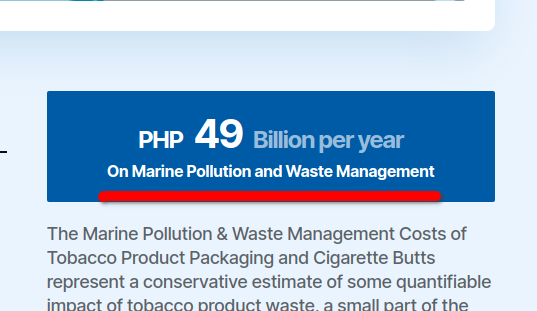 PHP 49 Billion per year
On Marine Pollution and Waste Management
The Marine Pollution & Waste Management Costs of
Tobacco Product Packaging and Cigarette Butts
represent a conservative estimate of some quantifiable
impact of tobacco product waste, a small part of the